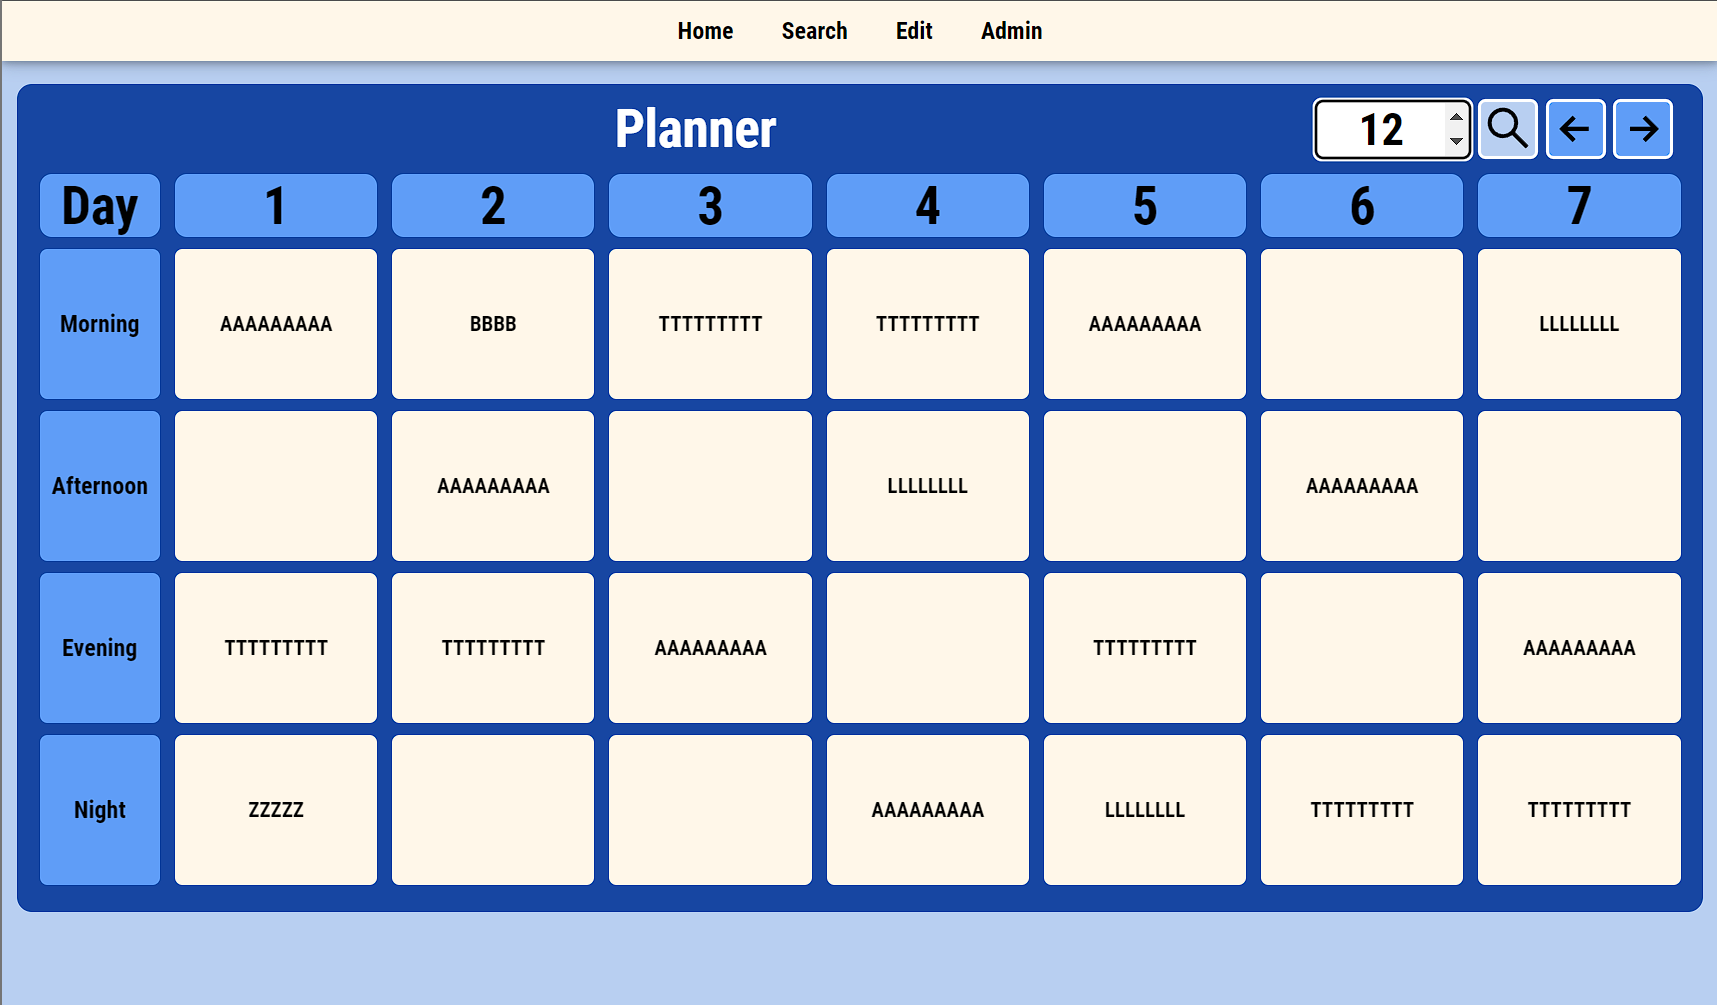 Home Search Edit Admin
Planner 12
Day 1 2 3 4 5 6 7
Morning AAAAAAAAA BBBB TTTTTTTTT TTTTTTTTT AAAAAAAAA LLLLLLLL
Afternoon AAAAAAAAA LLLLLLLL AAAAAAAAA
Evening TTTTTTTTT TTTTTTTTT AAAAAAAAA TTTTTTTTT AAAAAAAAA
Night ZZZZZ AAAAAAAAA LLLLLLLL TTTTTTTTT TTTTTTTTT